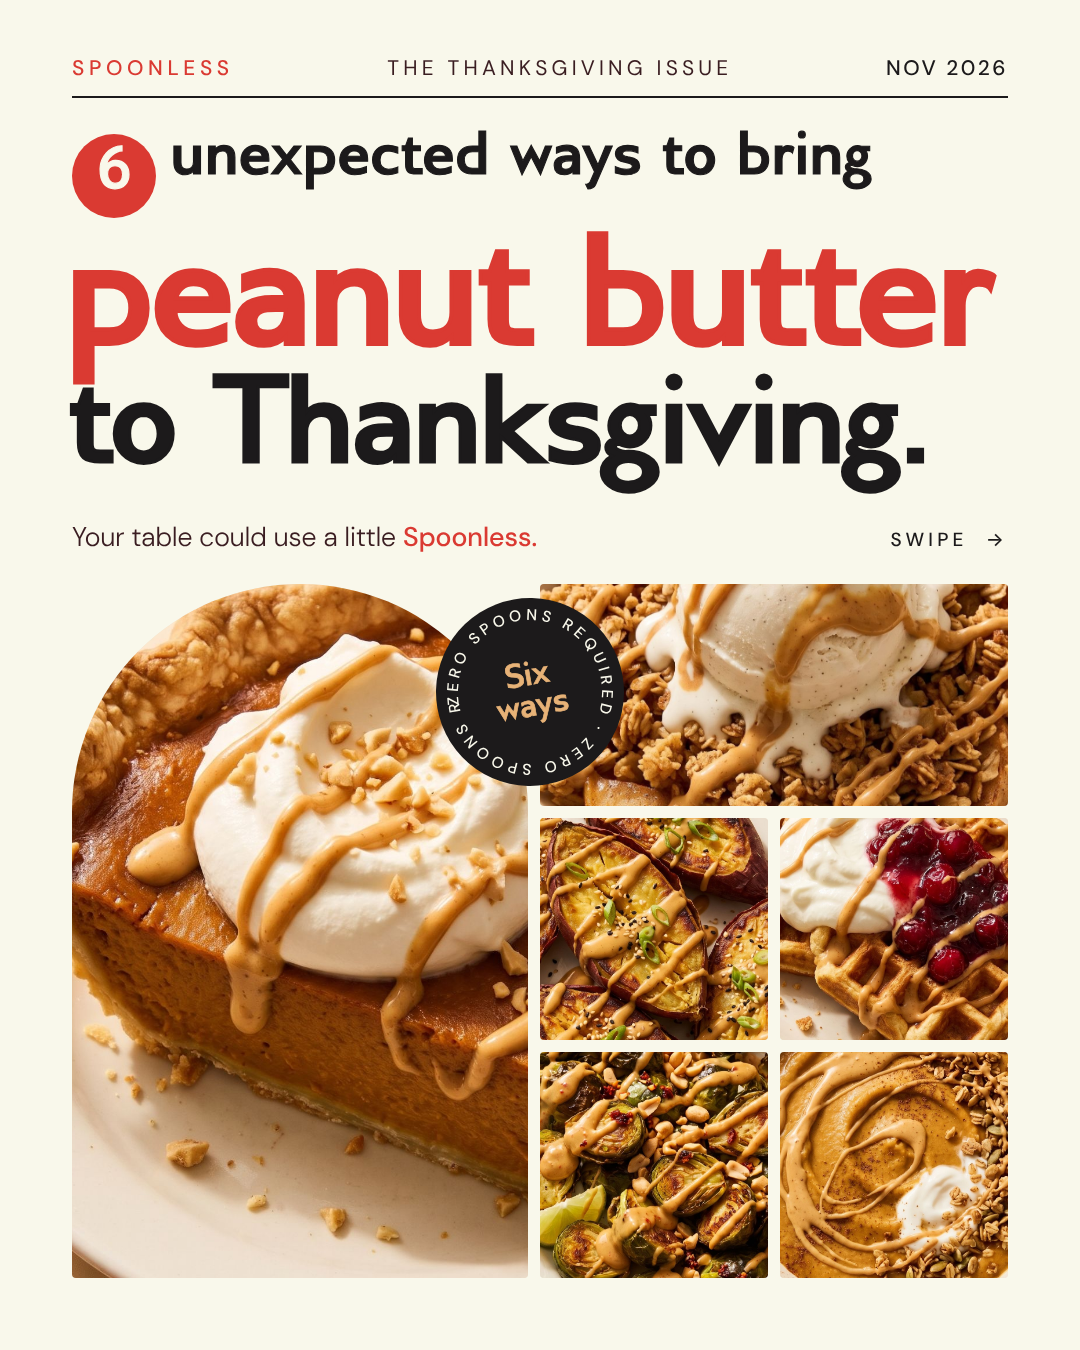 SPOONLESS
THE THANKSGIVING ISSUE
NOV 2026
6 unexpected ways to bring
peanut butter
to Thanksgiving.
Your table could use a little Spoonless.
SWIPE →
ZERO SPOONS REQUIRED · ZERO SPOONS R
Six
ways